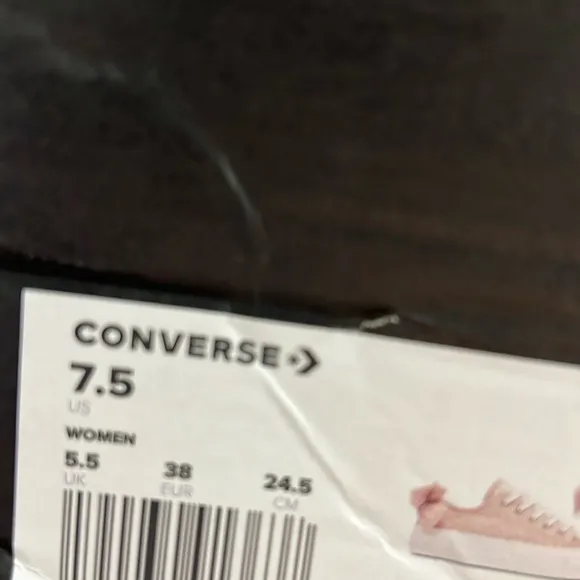 CONVERSE
7.5
US
WOMEN
5.5 38 24.5
UK EUR CM